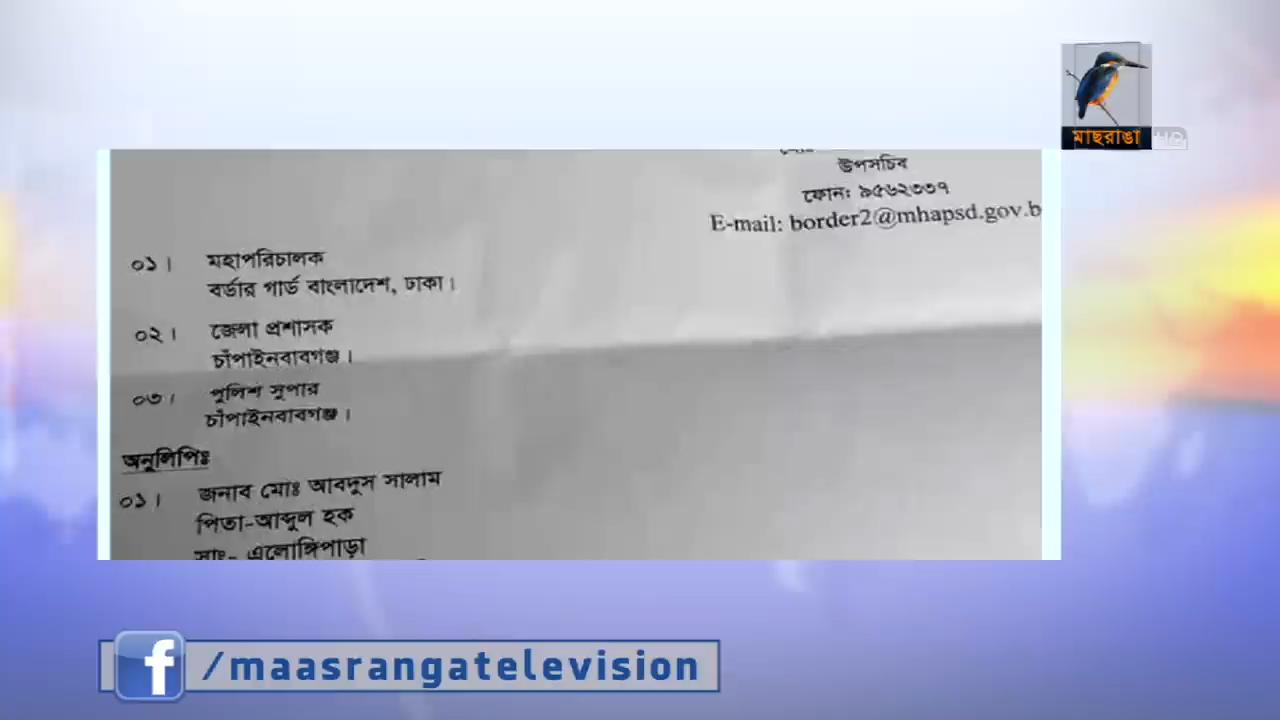 মাছরাঙা HD
উপসচিব
ফোনঃ ৯৫৬২৩৩৭
E-mail: border2@mhapsd.gov.b
০১। মহাপরিচালক
বর্ডার গার্ড বাংলাদেশ, ঢাকা।
০২। জেলা প্রশাসক
চাঁপাইনবাবগঞ্জ।
০৩। পুলিশ সুপার
চাঁপাইনবাবগঞ্জ।
অনুলিপিঃ
০১। জনাব মোঃ আবদুস সালাম
পিতা-আব্দুল হক
সাং- এলোঙ্গিপাড়া
/maasrangatelevision